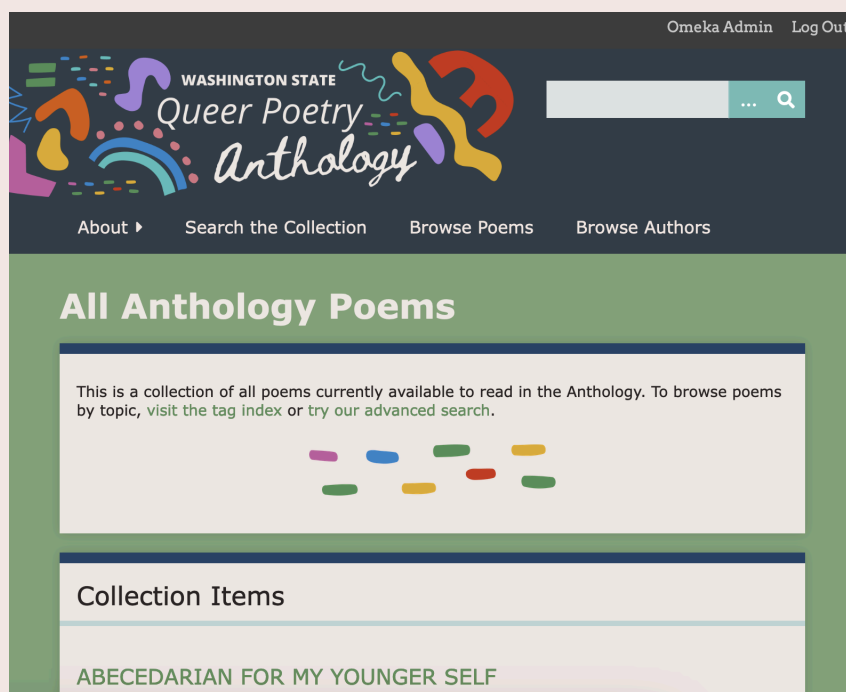 Omeka Admin Log Out
WASHINGTON STATE
Queer Poetry
Anthology
...
About Search the Collection Browse Poems Browse Authors
All Anthology Poems
This is a collection of all poems currently available to read in the Anthology. To browse poems
by topic, visit the tag index or try our advanced search.
Collection Items
ABECEDARIAN FOR MY YOUNGER SELF